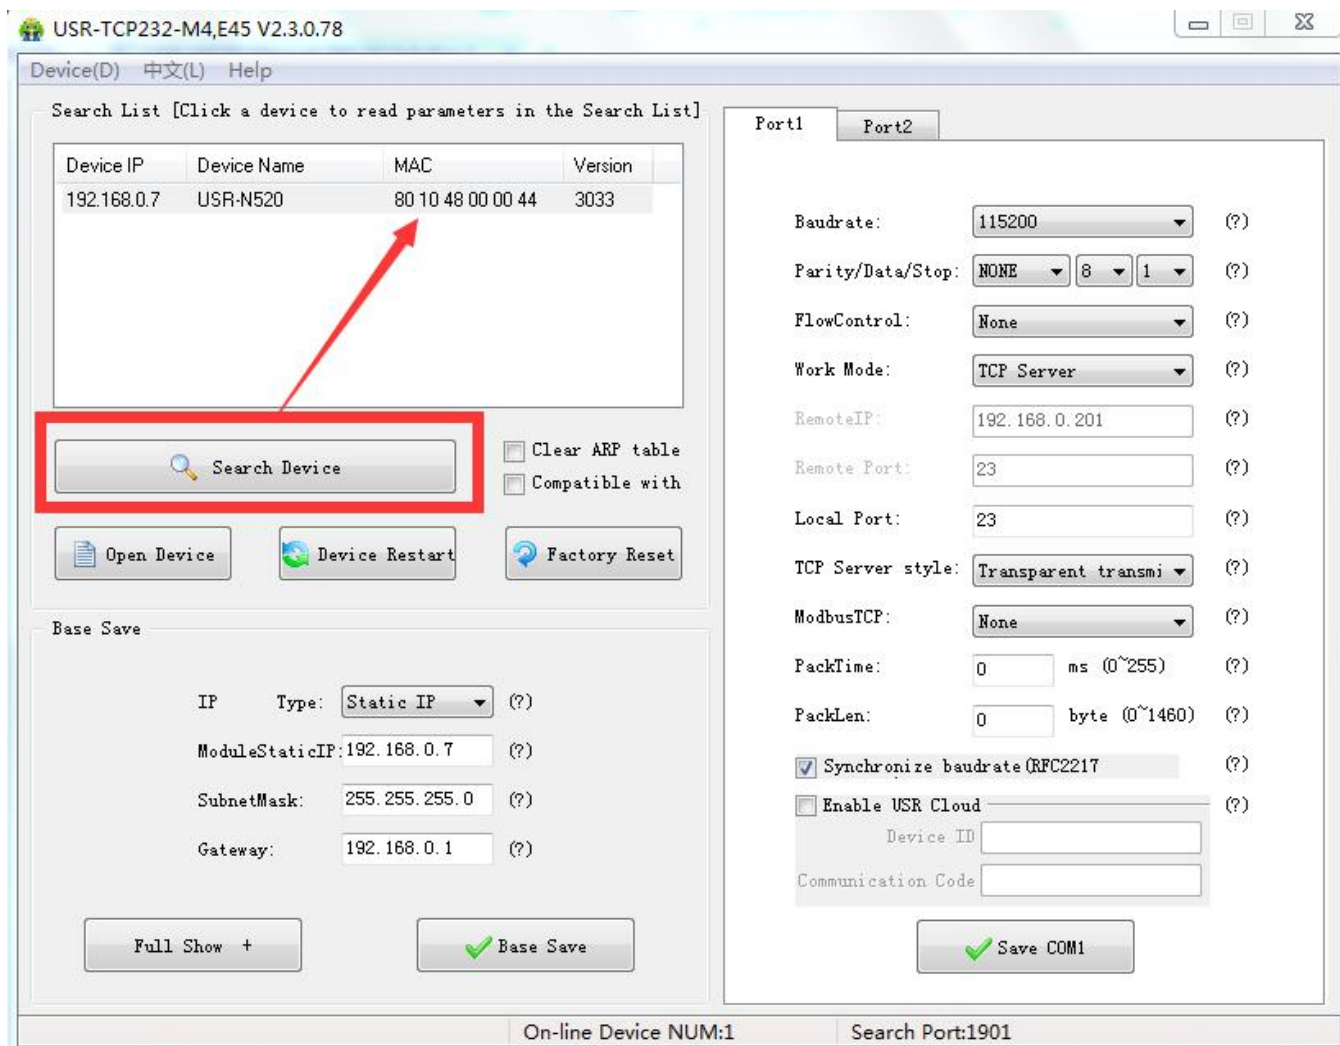 USR-TCP232-M4,E45 V2.3.0.78
Device(D) 中文(L) Help
Search List [Click a device to read parameters in the Search List]
Device IP Device Name MAC Version
192.168.0.7 USR-N520 80 10 48 00 00 44 3033
Search Device
Clear ARP table
Compatible with
Open Device Device Restart Factory Reset
Base Save
IP Type: Static IP (?)
ModuleStaticIP: 192.168.0.7 (?)
SubnetMask: 255.255.255.0 (?)
Gateway: 192.168.0.1 (?)
Full Show + Base Save
Port1 Port2
Baudrate: 115200 (?)
Parity/Data/Stop: NONE 8 1 (?)
FlowControl: None (?)
Work Mode: TCP Server (?)
RemoteIP: 192.168.0.201 (?)
Remote Port: 23 (?)
Local Port: 23 (?)
TCP Server style: Transparent transmi (?)
ModbusTCP: None (?)
PackTime: 0 ms (0~255) (?)
PackLen: 0 byte (0~1460) (?)
Synchronize baudrate(RFC2217 (?)
Enable USR Cloud (?)
Device ID
Communication Code
Save COM1
On-line Device NUM:1 Search Port:1901